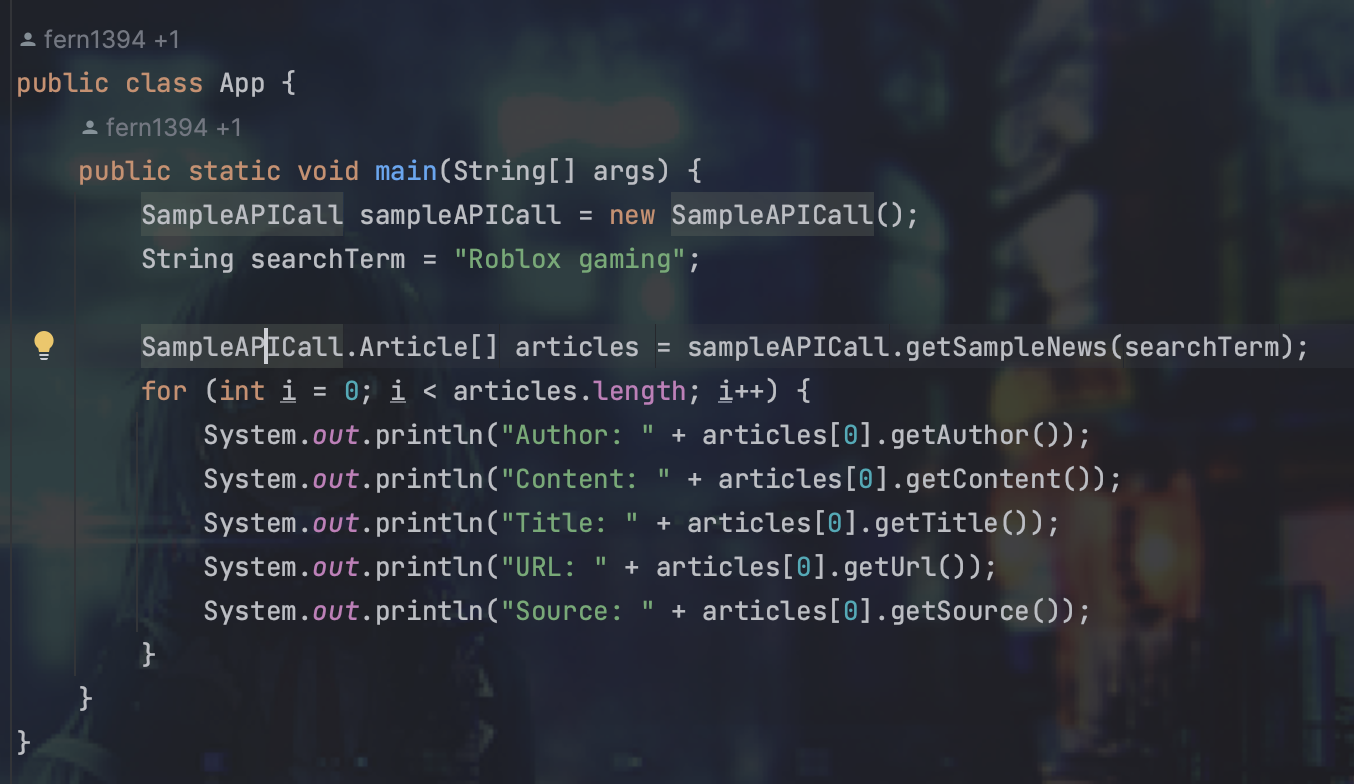 fern1394 +1
public class App {
fern1394 +1
public static void main(String[] args) {
SampleAPICall sampleAPICall = new SampleAPICall();
String searchTerm = "Roblox gaming";
SampleAPICall.Article[] articles = sampleAPICall.getSampleNews(searchTerm);
for (int i = 0; i < articles.length; i++) {
System.out.println("Author: " + articles[0].getAuthor());
System.out.println("Content: " + articles[0].getContent());
System.out.println("Title: " + articles[0].getTitle());
System.out.println("URL: " + articles[0].getUrl());
System.out.println("Source: " + articles[0].getSource());
}
}
}